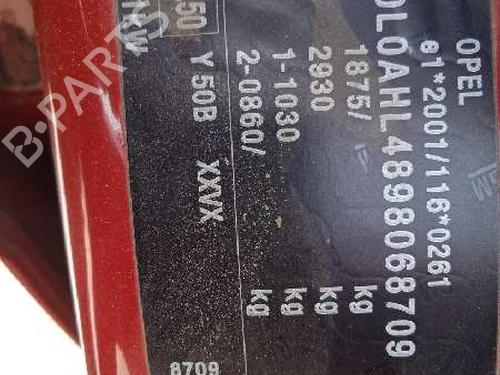 OPEL
e1*2001/116*0261
0L0AHL4898068709
1875/ kg
2930 kg
1-1030 kg
2-0860/ kg
Y 50B XXVX
50
8709
B-PARTS